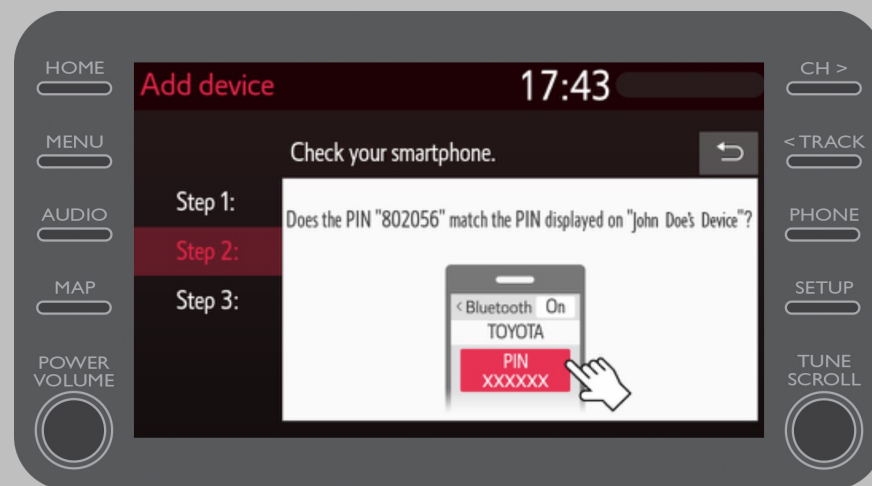 HOME
MENU
AUDIO
MAP
POWER
VOLUME
Add device
17:43
Check your smartphone.
Step 1:
Step 2:
Step 3:
Does the PIN "802056" match the PIN displayed on "John Doe's Device"?
< Bluetooth On
TOYOTA
PIN
XXXXXX
CH >
< TRACK
PHONE
SETUP
TUNE
SCROLL